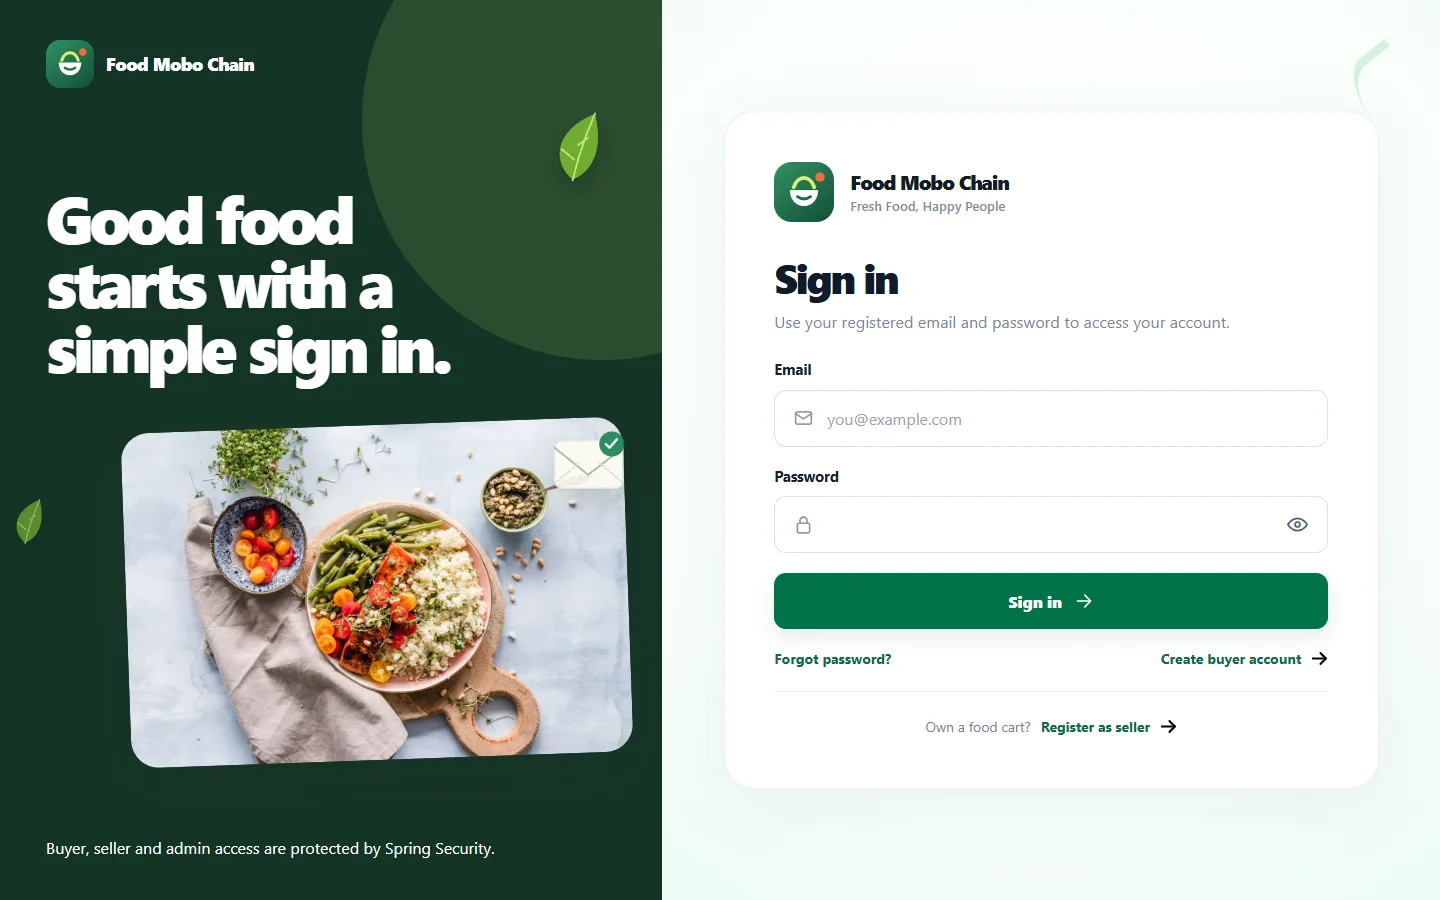 Food Mobo Chain
Good food
starts with a
simple sign in.
Buyer, seller and admin access are protected by Spring Security.
Food Mobo Chain
Fresh Food, Happy People
Sign in
Use your registered email and password to access your account.
Email
you@example.com
Password
Sign in
Forgot password?
Create buyer account
Own a food cart? Register as seller